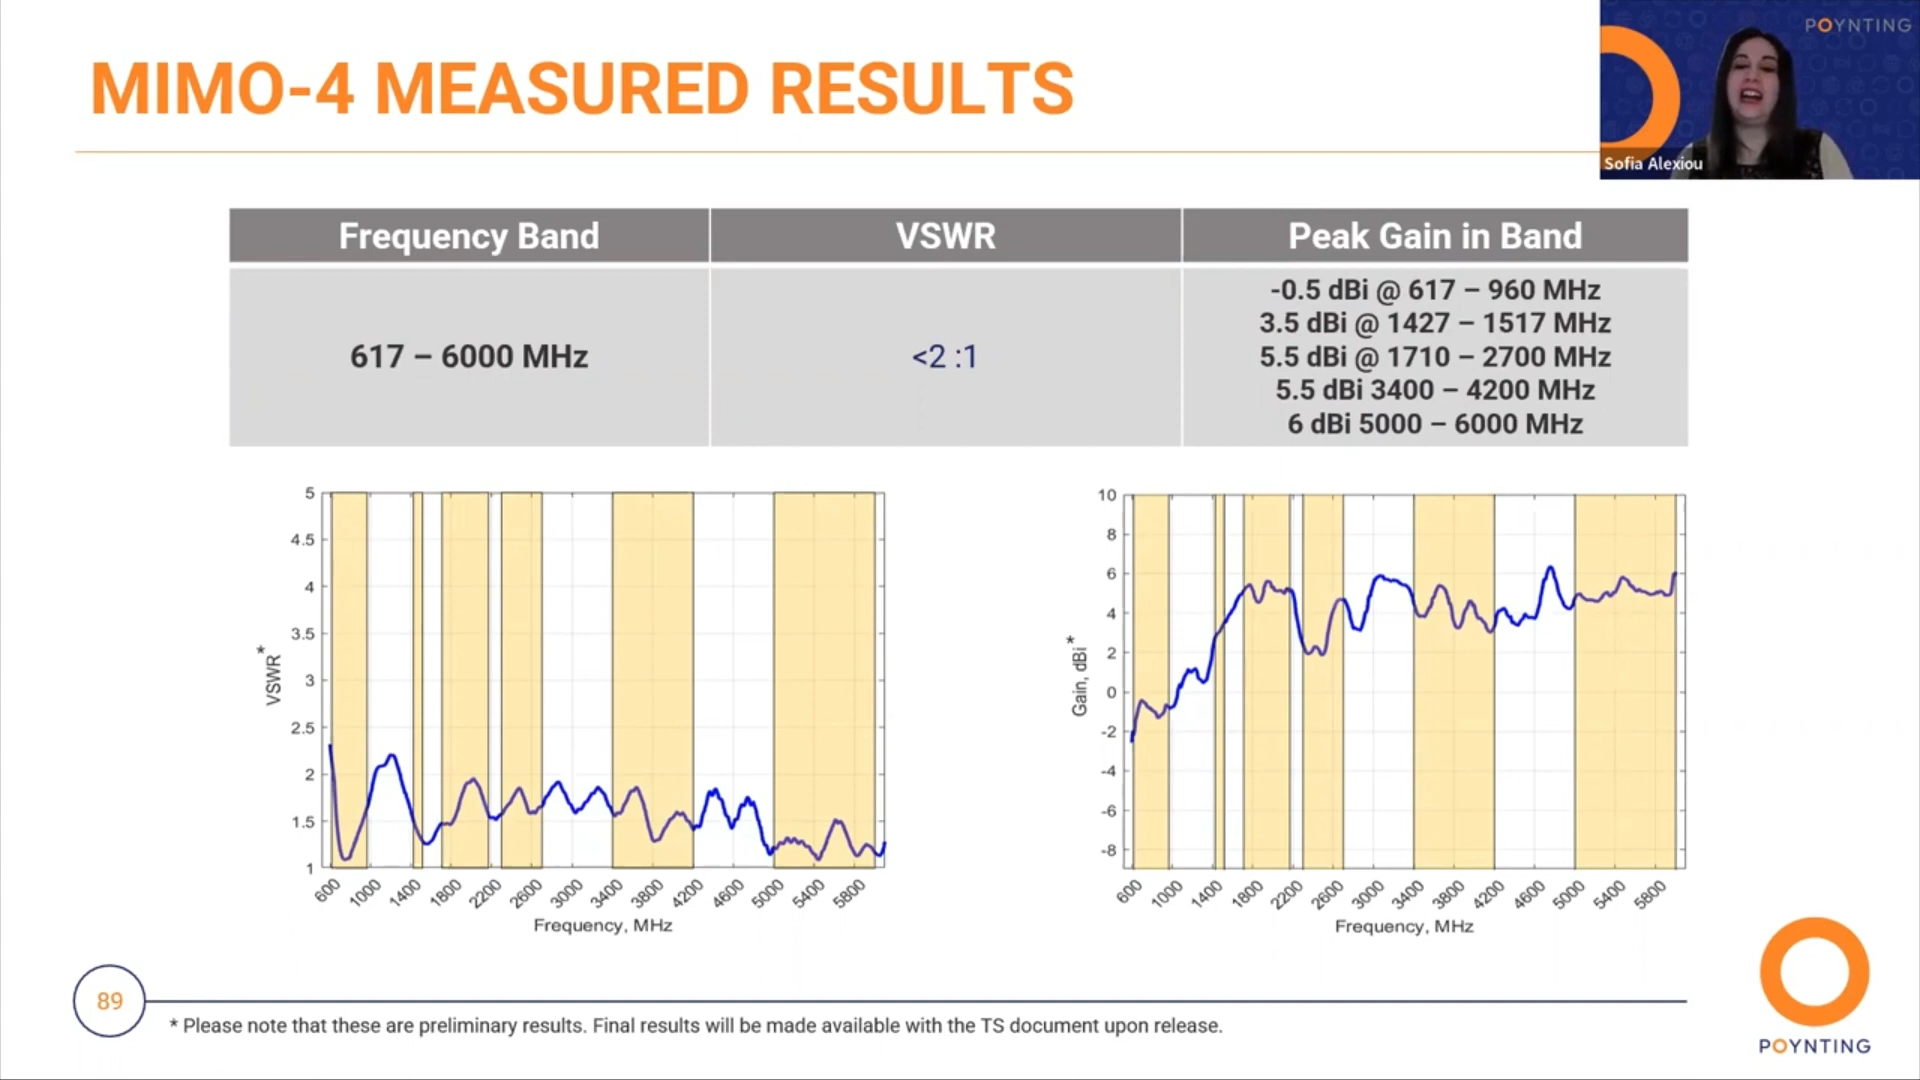 MIMO-4 MEASURED RESULTS
POYNTING
Sofia Alexiou
Frequency Band
VSWR
Peak Gain in Band
617 – 6000 MHz
<2 :1
-0.5 dBi @ 617 – 960 MHz
3.5 dBi @ 1427 – 1517 MHz
5.5 dBi @ 1710 – 2700 MHz
5.5 dBi 3400 – 4200 MHz
6 dBi 5000 – 6000 MHz
5
4.5
4
3.5
3
2.5
2
1.5
1
VSWR*
600 1000 1400 1800 2200 2600 3000 3400 3800 4200 4600 5000 5400 5800
Frequency, MHz
10
8
6
4
2
0
-2
-4
-6
-8
Gain, dBi*
600 1000 1400 1800 2200 2600 3000 3400 3800 4200 4600 5000 5400 5800
Frequency, MHz
89
* Please note that these are preliminary results. Final results will be made available with the TS document upon release.
POYNTING